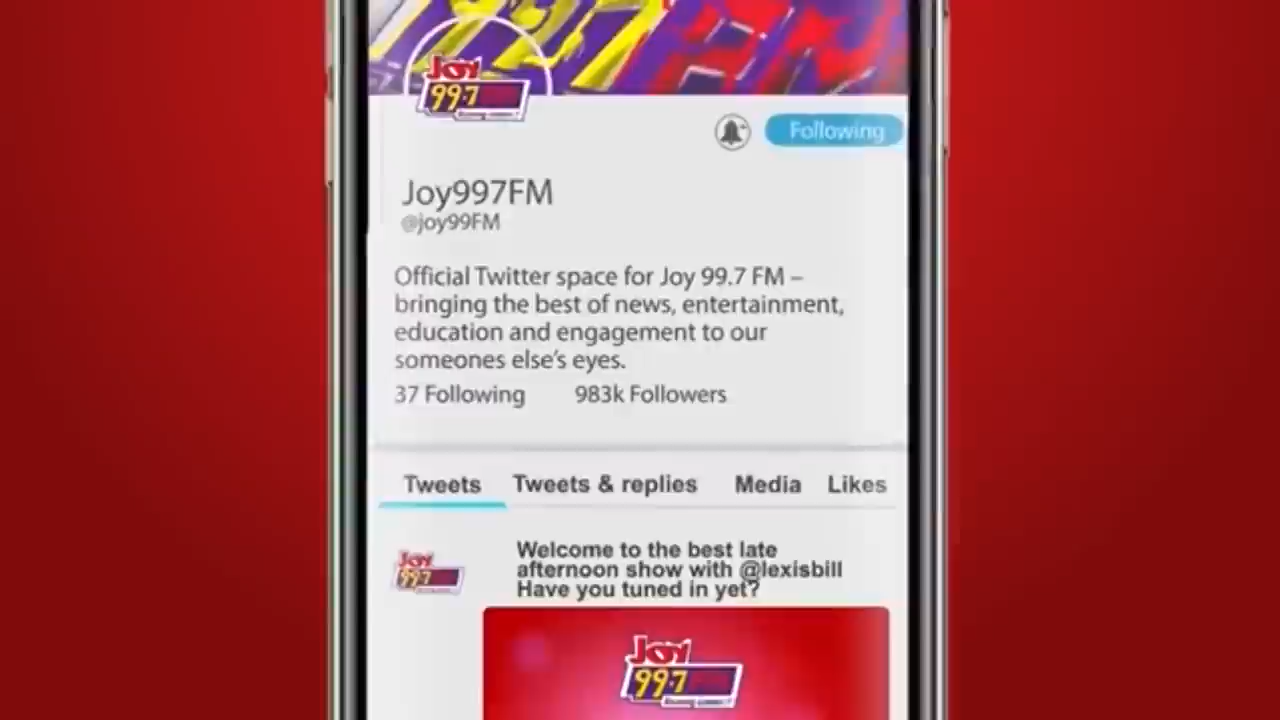 JOY
99.7 FM
Following
Joy997FM
@joy99FM
Official Twitter space for Joy 99.7 FM –
bringing the best of news, entertainment,
education and engagement to our
someones else's eyes.
37 Following 983k Followers
Tweets Tweets & replies Media Likes
JOY
99.7
Welcome to the best late
afternoon show with @lexisbill
Have you tuned in yet?
JOY
99.7 FM